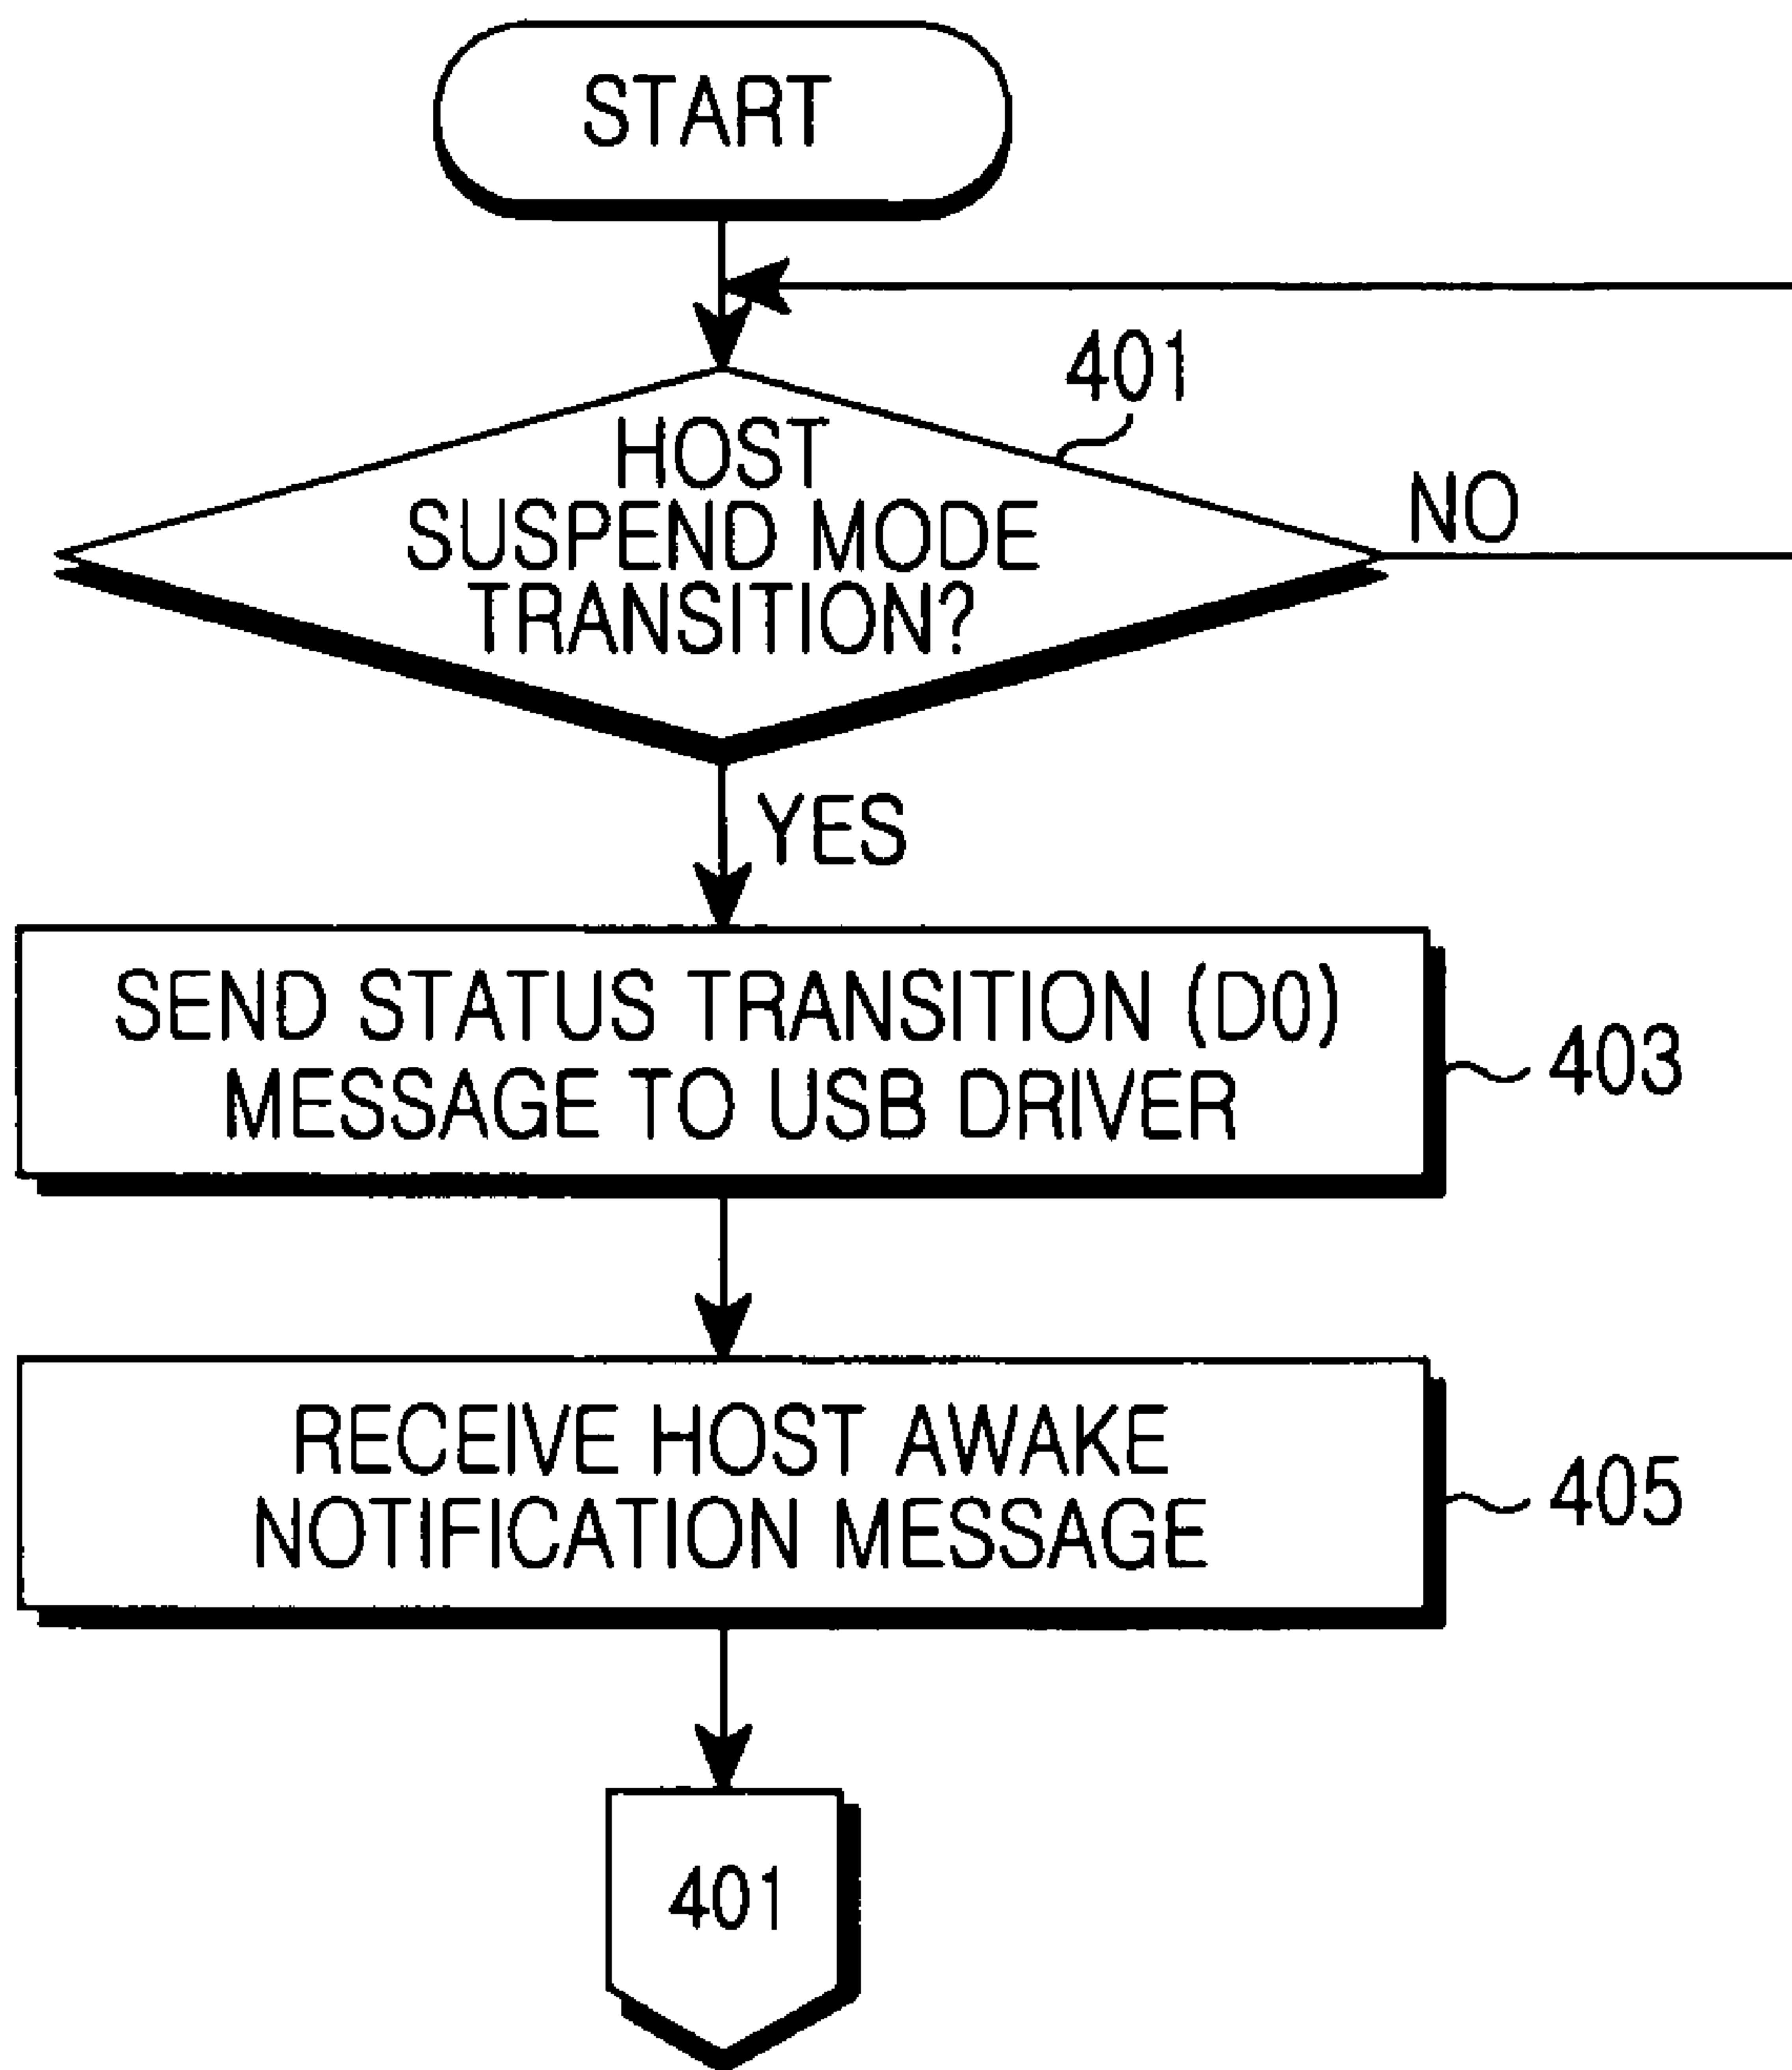 START
401
HOST
SUSPEND MODE
TRANSITION?
NO
YES
SEND STATUS TRANSITION (D0)
MESSAGE TO USB DRIVER
403
RECEIVE HOST AWAKE
NOTIFICATION MESSAGE
405
401